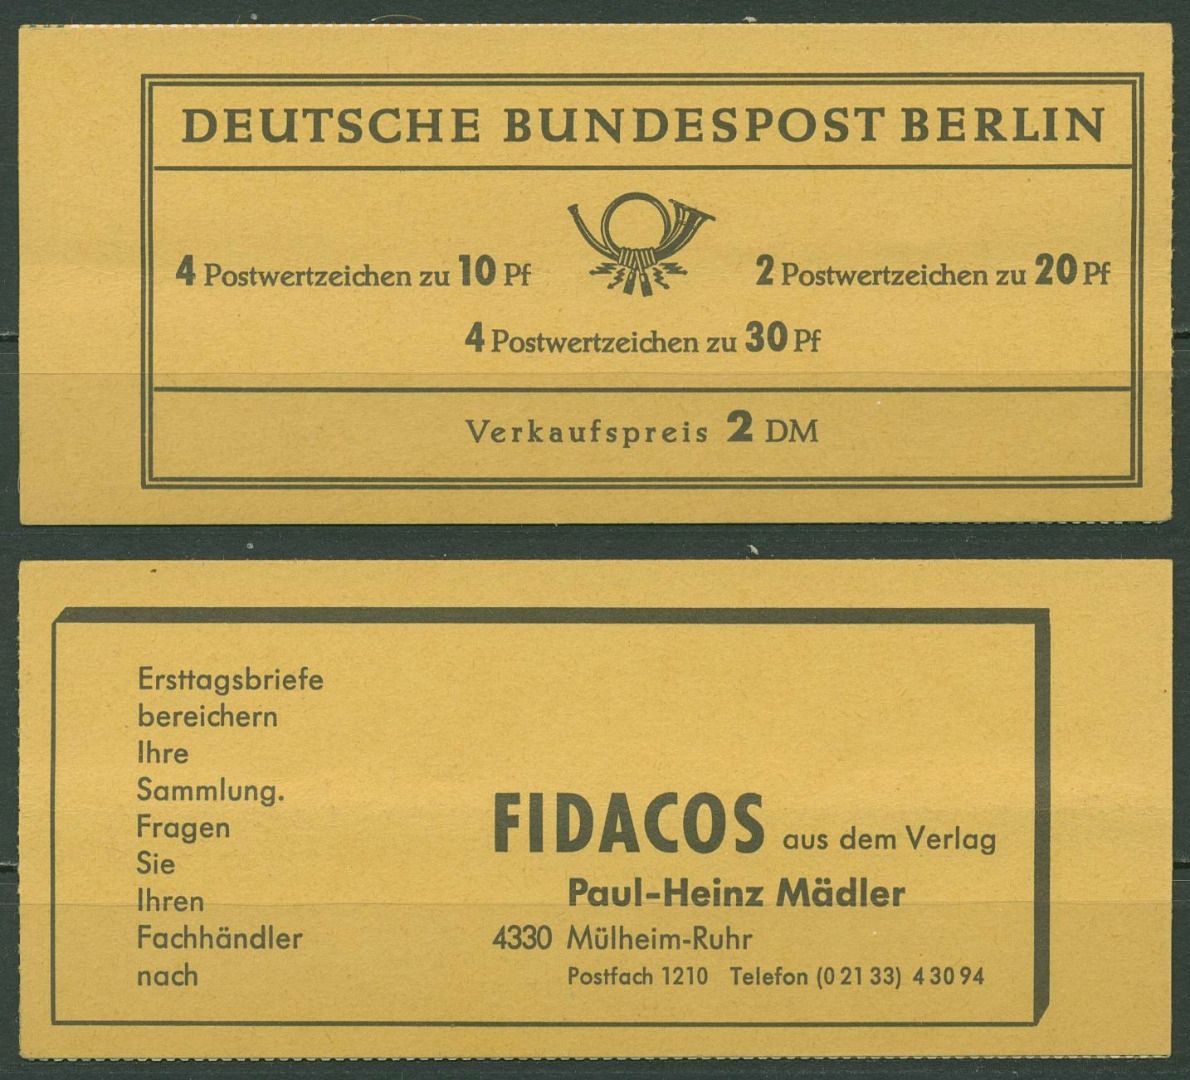 DEUTSCHE BUNDESPOST BERLIN
4 Postwertzeichen zu 10 Pf
2 Postwertzeichen zu 20 Pf
4 Postwertzeichen zu 30 Pf
Verkaufspreis 2 DM
Ersttagsbriefe
bereichern
Ihre
Sammlung.
Fragen
Sie
Ihren
Fachhändler
nach
FIDACOS aus dem Verlag
Paul-Heinz Mädler
4330 Mülheim-Ruhr
Postfach 1210 Telefon (0 21 33) 4 30 94